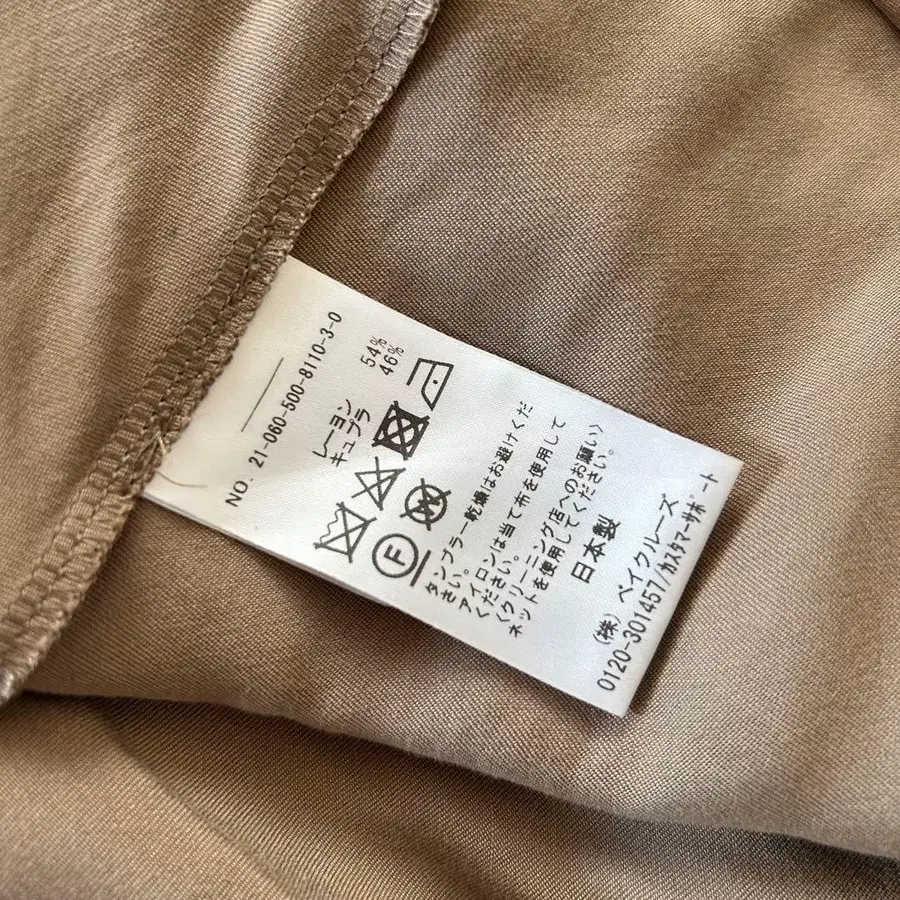 NO. 21-060-500-8110-3-0
レーヨン 54%
キュプラ 46%
F
W
タンブラー乾燥はお避けくだ
さい。
アイロンは当て布を使用して
ください。
〈クリーニング店へのお願い〉
ネットを使用してください。
日本製
(株) ベイクルーズ
0120-301457/カスタマーサポート